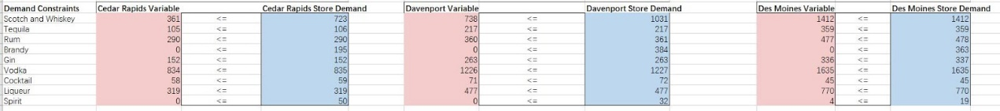 Demand Constraints Cedar Rapids Variable Cedar Rapids Store Demand Davenport Variable Davenport Store Demand Des Moines Variable Des Moines Store Demand
Scotch and Whiskey 361 <= 723 738 <= 1031 1412 <= 1412
Tequila 105 <= 106 217 <= 217 359 <= 359
Rum 290 <= 290 360 <= 361 477 <= 478
Brandy 0 <= 195 0 <= 384 0 <= 363
Gin 152 <= 152 263 <= 263 336 <= 337
Vodka 834 <= 835 1226 <= 1227 1635 <= 1635
Cocktail 58 <= 59 71 <= 72 45 <= 45
Liqueur 319 <= 319 477 <= 477 770 <= 770
Spirit 0 <= 50 0 <= 32 4 <= 19